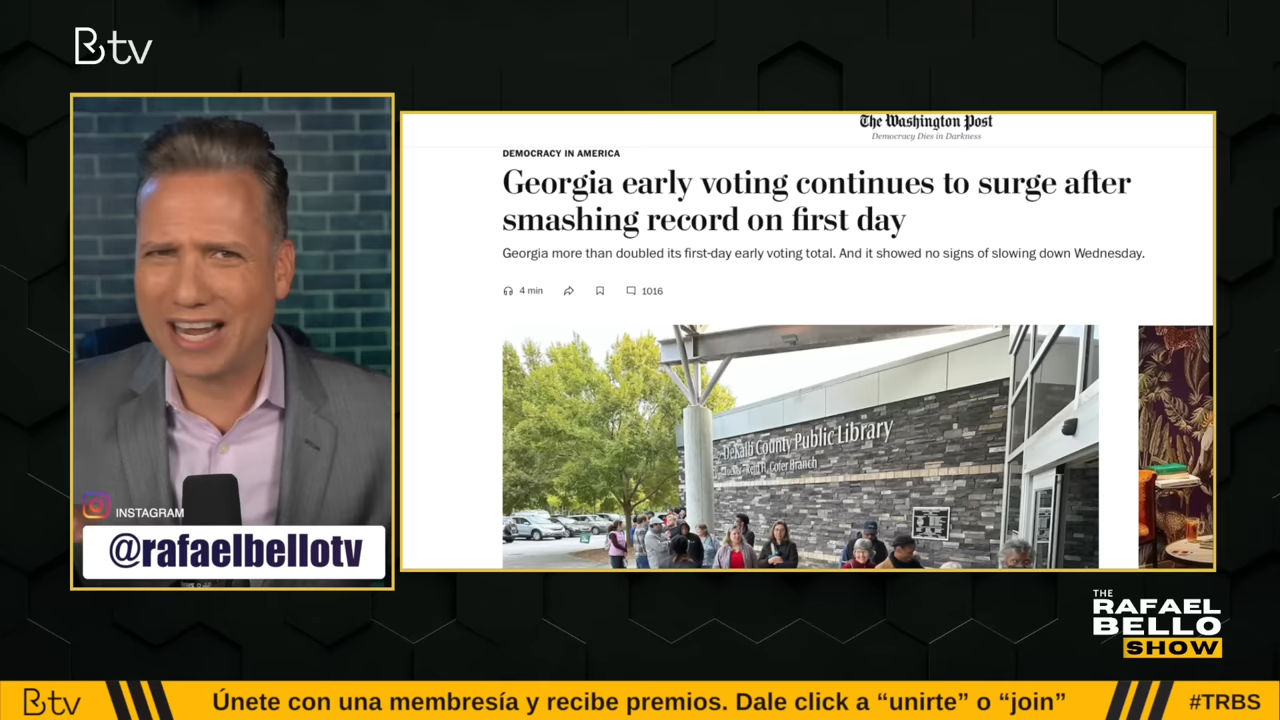 Btv
INSTAGRAM
@rafaelbellotv
The Washington Post
Democracy Dies in Darkness
DEMOCRACY IN AMERICA
Georgia early voting continues to surge after
smashing record on first day
Georgia more than doubled its first-day early voting total. And it showed no signs of slowing down Wednesday.
4 min
1016
DeKalb County Public Library
Tucker - Reid H. Cofer Branch
THE
RAFAEL
BELLO
SHOW
Btv
Únete con una membresía y recibe premios. Dale click a “unirte” o “join”
#TRBS